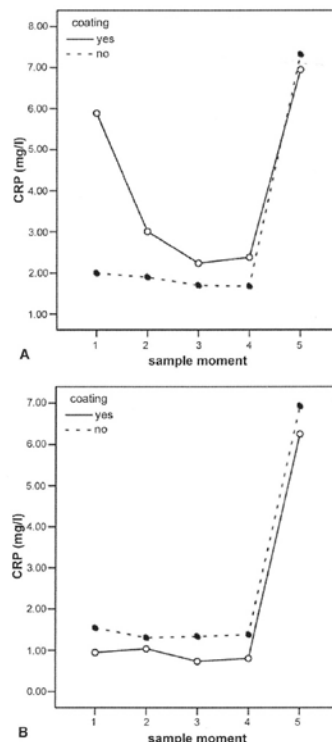 coating
yes
no
8.00
7.00
6.00
5.00
4.00
3.00
2.00
1.00
CRP (mg/l)
1 2 3 4 5
sample moment
A
coating
yes
no
7.00
6.00
5.00
4.00
3.00
2.00
1.00
0.00
CRP (mg/l)
1 2 3 4 5
sample moment
B